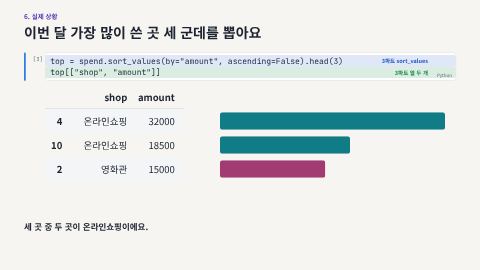 6. 실제 상황
이번 달 가장 많이 쓴 곳 세 군데를 뽑아요
[3]
top = spend.sort_values(by="amount", ascending=False).head(3)
3파트 sort_values
top[["shop", "amount"]]
3파트 열 두 개
Python
shop amount
4 온라인쇼핑 32000
10 온라인쇼핑 18500
2 영화관 15000
세 곳 중 두 곳이 온라인쇼핑이에요.